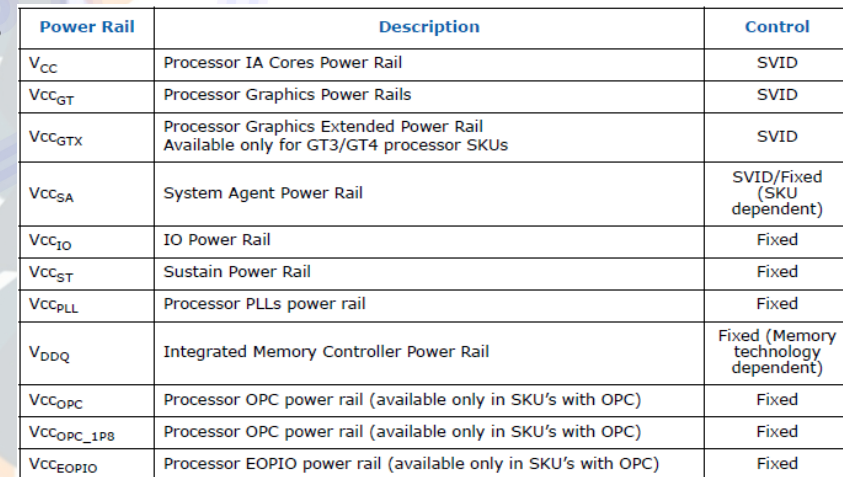 Power Rail Description Control
VCC Processor IA Cores Power Rail SVID
VccGT Processor Graphics Power Rails SVID
VccGTX Processor Graphics Extended Power Rail
Available only for GT3/GT4 processor SKUs SVID
VccSA System Agent Power Rail SVID/Fixed
(SKU
dependent)
VccIO IO Power Rail Fixed
VccST Sustain Power Rail Fixed
VccPLL Processor PLLs power rail Fixed
VDDQ Integrated Memory Controller Power Rail Fixed (Memory
technology
dependent)
VccOPC Processor OPC power rail (available only in SKU's with OPC) Fixed
VccOPC_1P8 Processor OPC power rail (available only in SKU's with OPC) Fixed
VccEOPIO Processor EOPIO power rail (available only in SKU's with OPC) Fixed